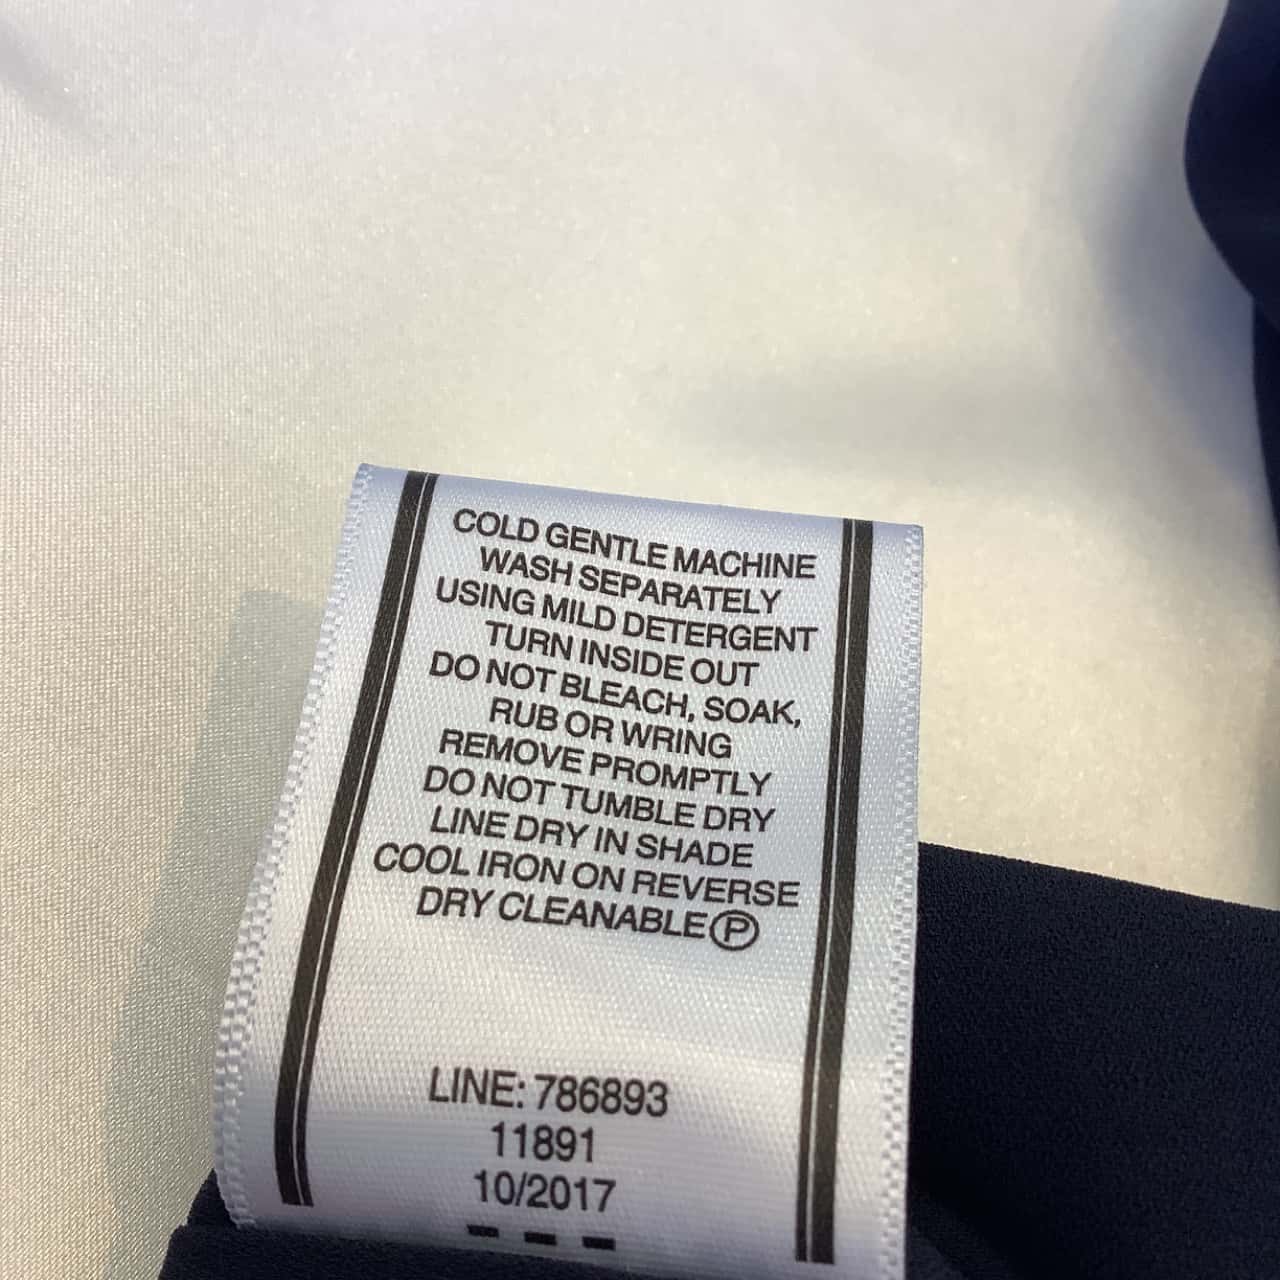 COLD GENTLE MACHINE
WASH SEPARATELY
USING MILD DETERGENT
TURN INSIDE OUT
DO NOT BLEACH, SOAK,
RUB OR WRING
REMOVE PROMPTLY
DO NOT TUMBLE DRY
LINE DRY IN SHADE
COOL IRON ON REVERSE
DRY CLEANABLE Ⓟ
LINE: 786893
11891
10/2017